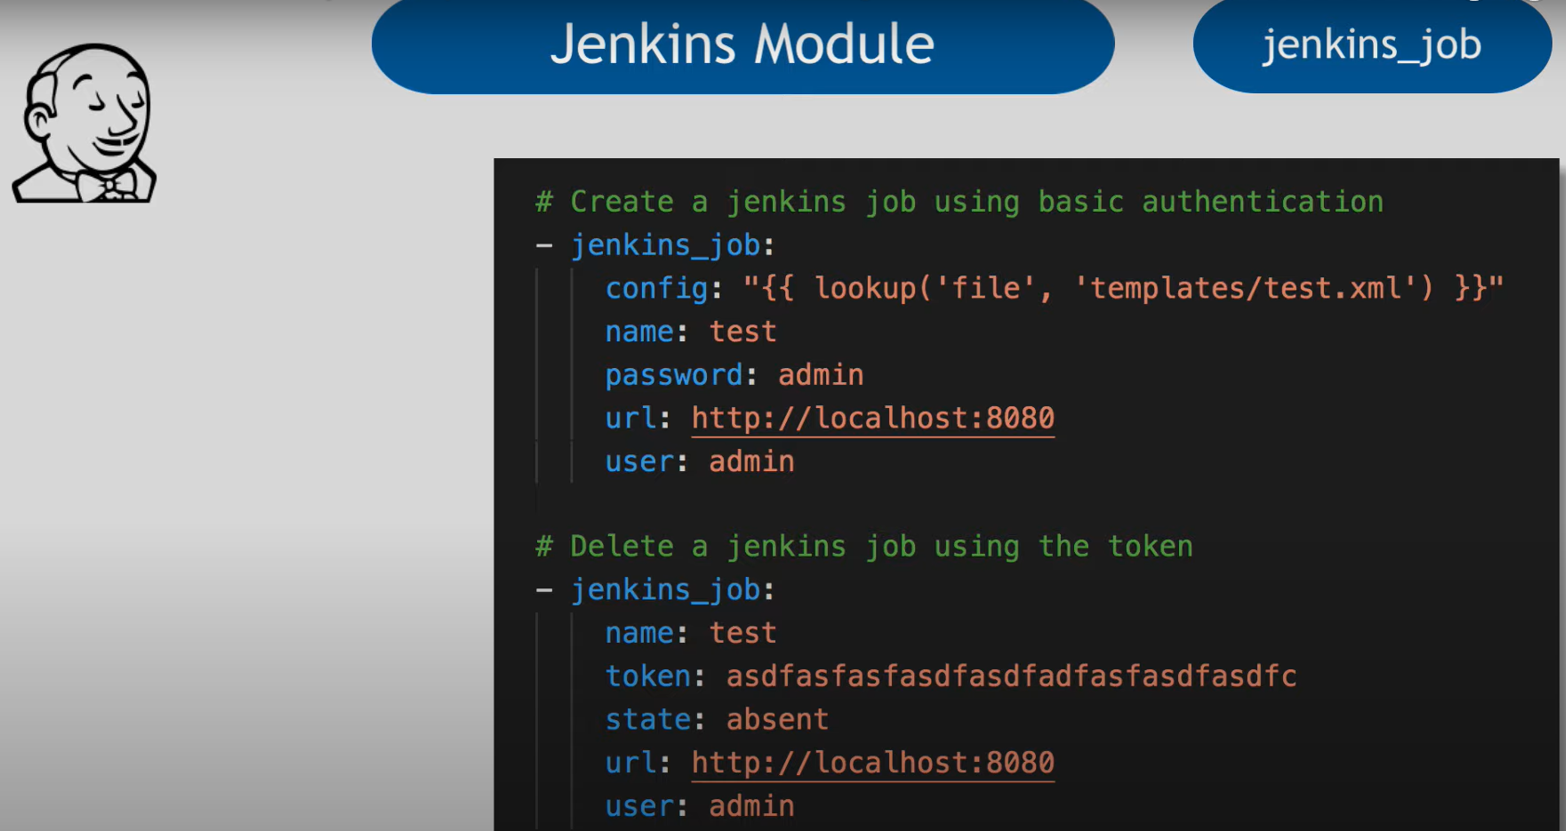 Jenkins Module
jenkins_job
# Create a jenkins job using basic authentication
- jenkins_job:
config: "{{ lookup('file', 'templates/test.xml') }}"
name: test
password: admin
url: http://localhost:8080
user: admin
# Delete a jenkins job using the token
- jenkins_job:
name: test
token: asdfasfasfasdfasdfadfasfasdfasdfc
state: absent
url: http://localhost:8080
user: admin